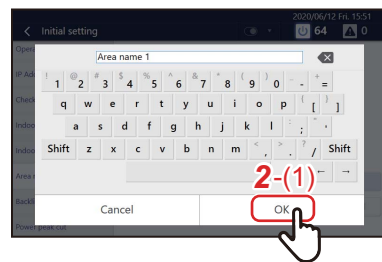 2020/06/12 Fri. 15:51
< Initial setting 64 0
Opera
IP Ad
Check
Indoo
Indoo
Area n
Backli
Power peak cut
Area name 1
! 1 @ 2 # 3 $ 4 % 5 ^ 6 & 7 * 8 ( 9 ) 0 _ - + =
q w e r t y u i o p { [ } ]
a s d f g h j k l : ; " '
Shift z x c v b n m < , > . ? / Shift
2-(1)
← →
Cancel OK